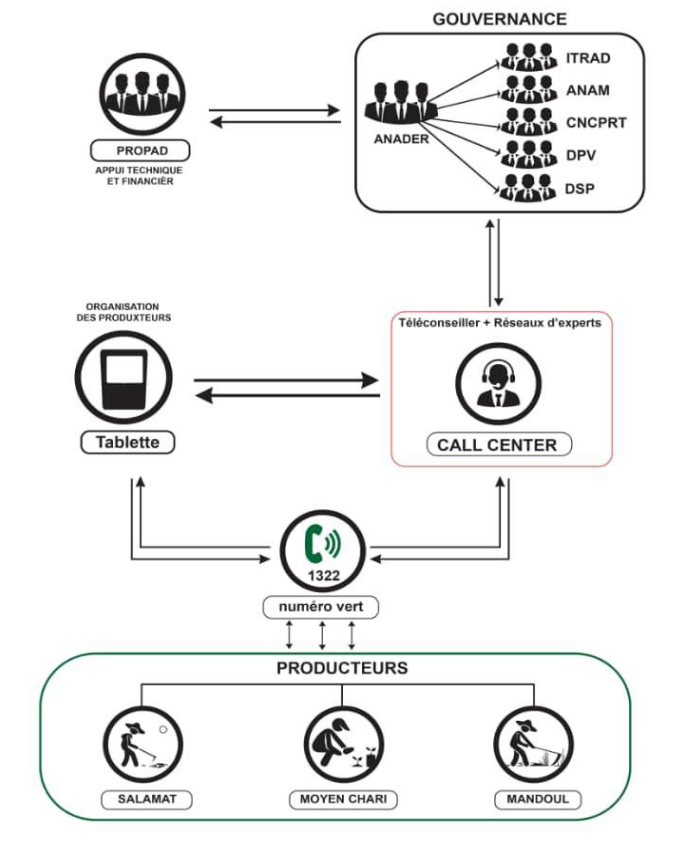 GOUVERNANCE
PROPAD
APPUI TECHNIQUE
ET FINANCIÈR
ANADER
ITRAD
ANAM
CNCPRT
DPV
DSP
ORGANISATION
DES PRODUXTEURS
Tablette
Téléconseiller + Réseaux d'experts
CALL CENTER
1322
numéro vert
PRODUCTEURS
SALAMAT
MOYEN CHARI
MANDOUL